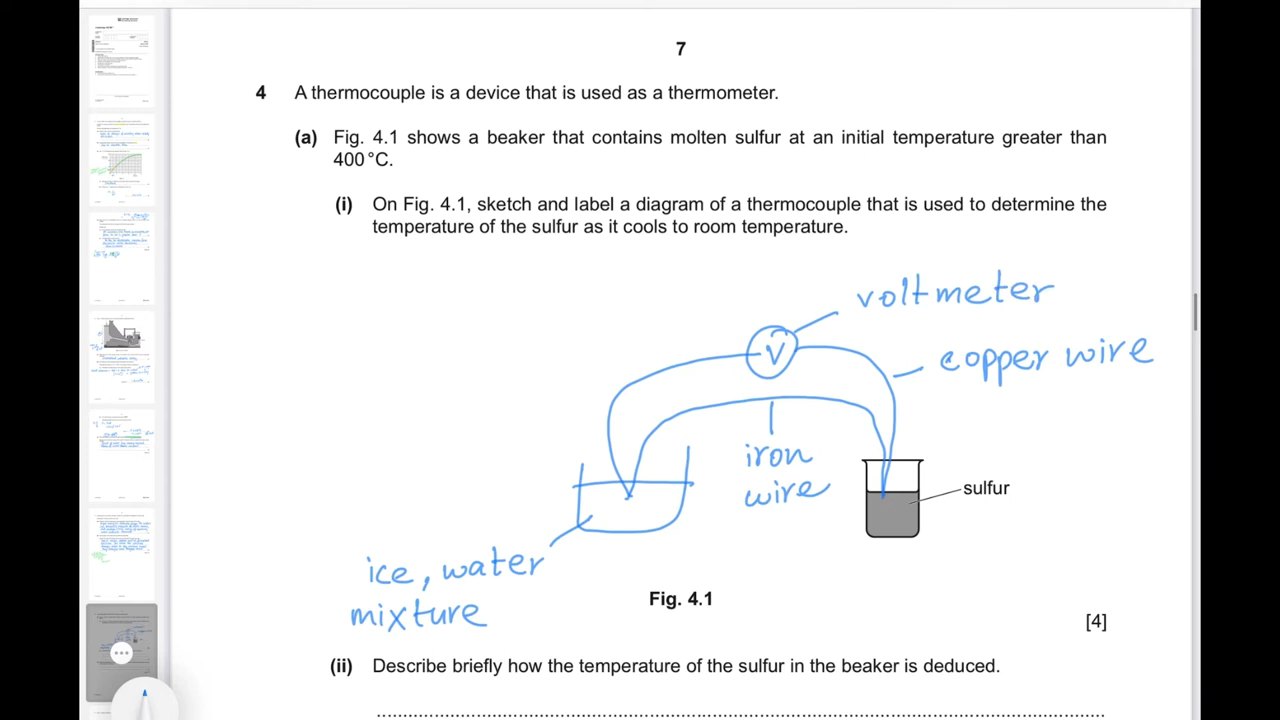 7
4 A thermocouple is a device that is used as a thermometer.
(a) Fig. 4.1 shows a beaker that contains molten sulfur at an initial temperature greater than
400 °C.
(i) On Fig. 4.1, sketch and label a diagram of a thermocouple that is used to determine the
temperature of the sulfur as it cools to room temperature.
voltmeter
V
copper wire
iron
wire
sulfur
ice, water
mixture
Fig. 4.1
[4]
(ii) Describe briefly how the temperature of the sulfur in the beaker is deduced.